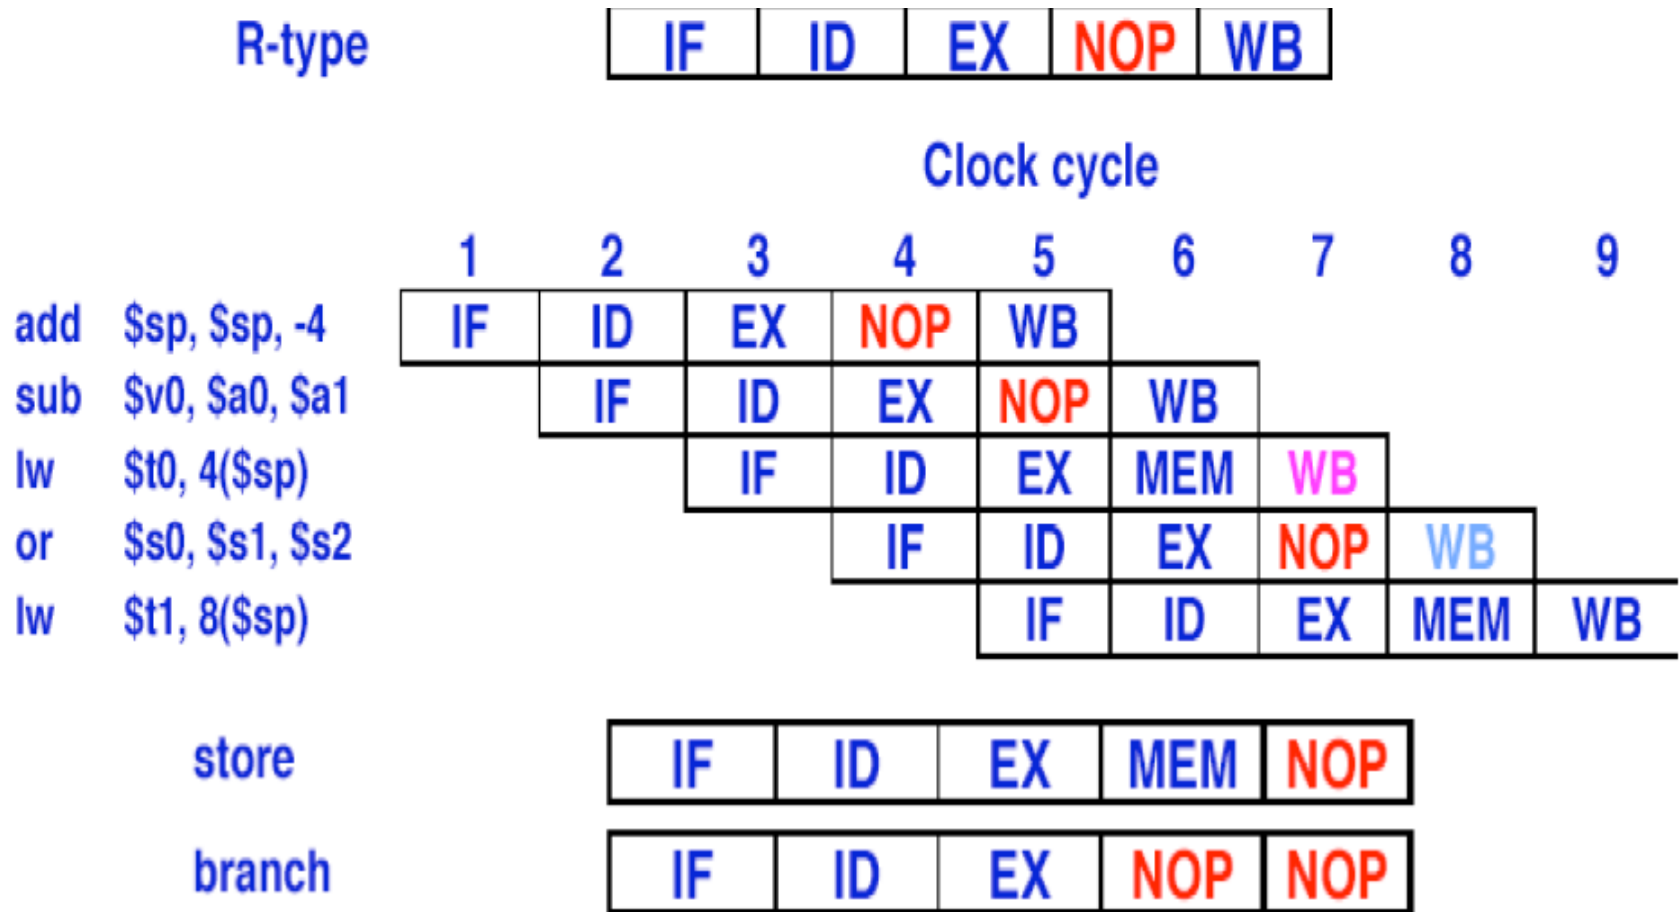 R-type IF ID EX NOP WB
Clock cycle
1 2 3 4 5 6 7 8 9
add $sp, $sp, -4 IF ID EX NOP WB
sub $v0, $a0, $a1 IF ID EX NOP WB
lw $t0, 4($sp) IF ID EX MEM WB
or $s0, $s1, $s2 IF ID EX NOP WB
lw $t1, 8($sp) IF ID EX MEM WB
store IF ID EX MEM NOP
branch IF ID EX NOP NOP